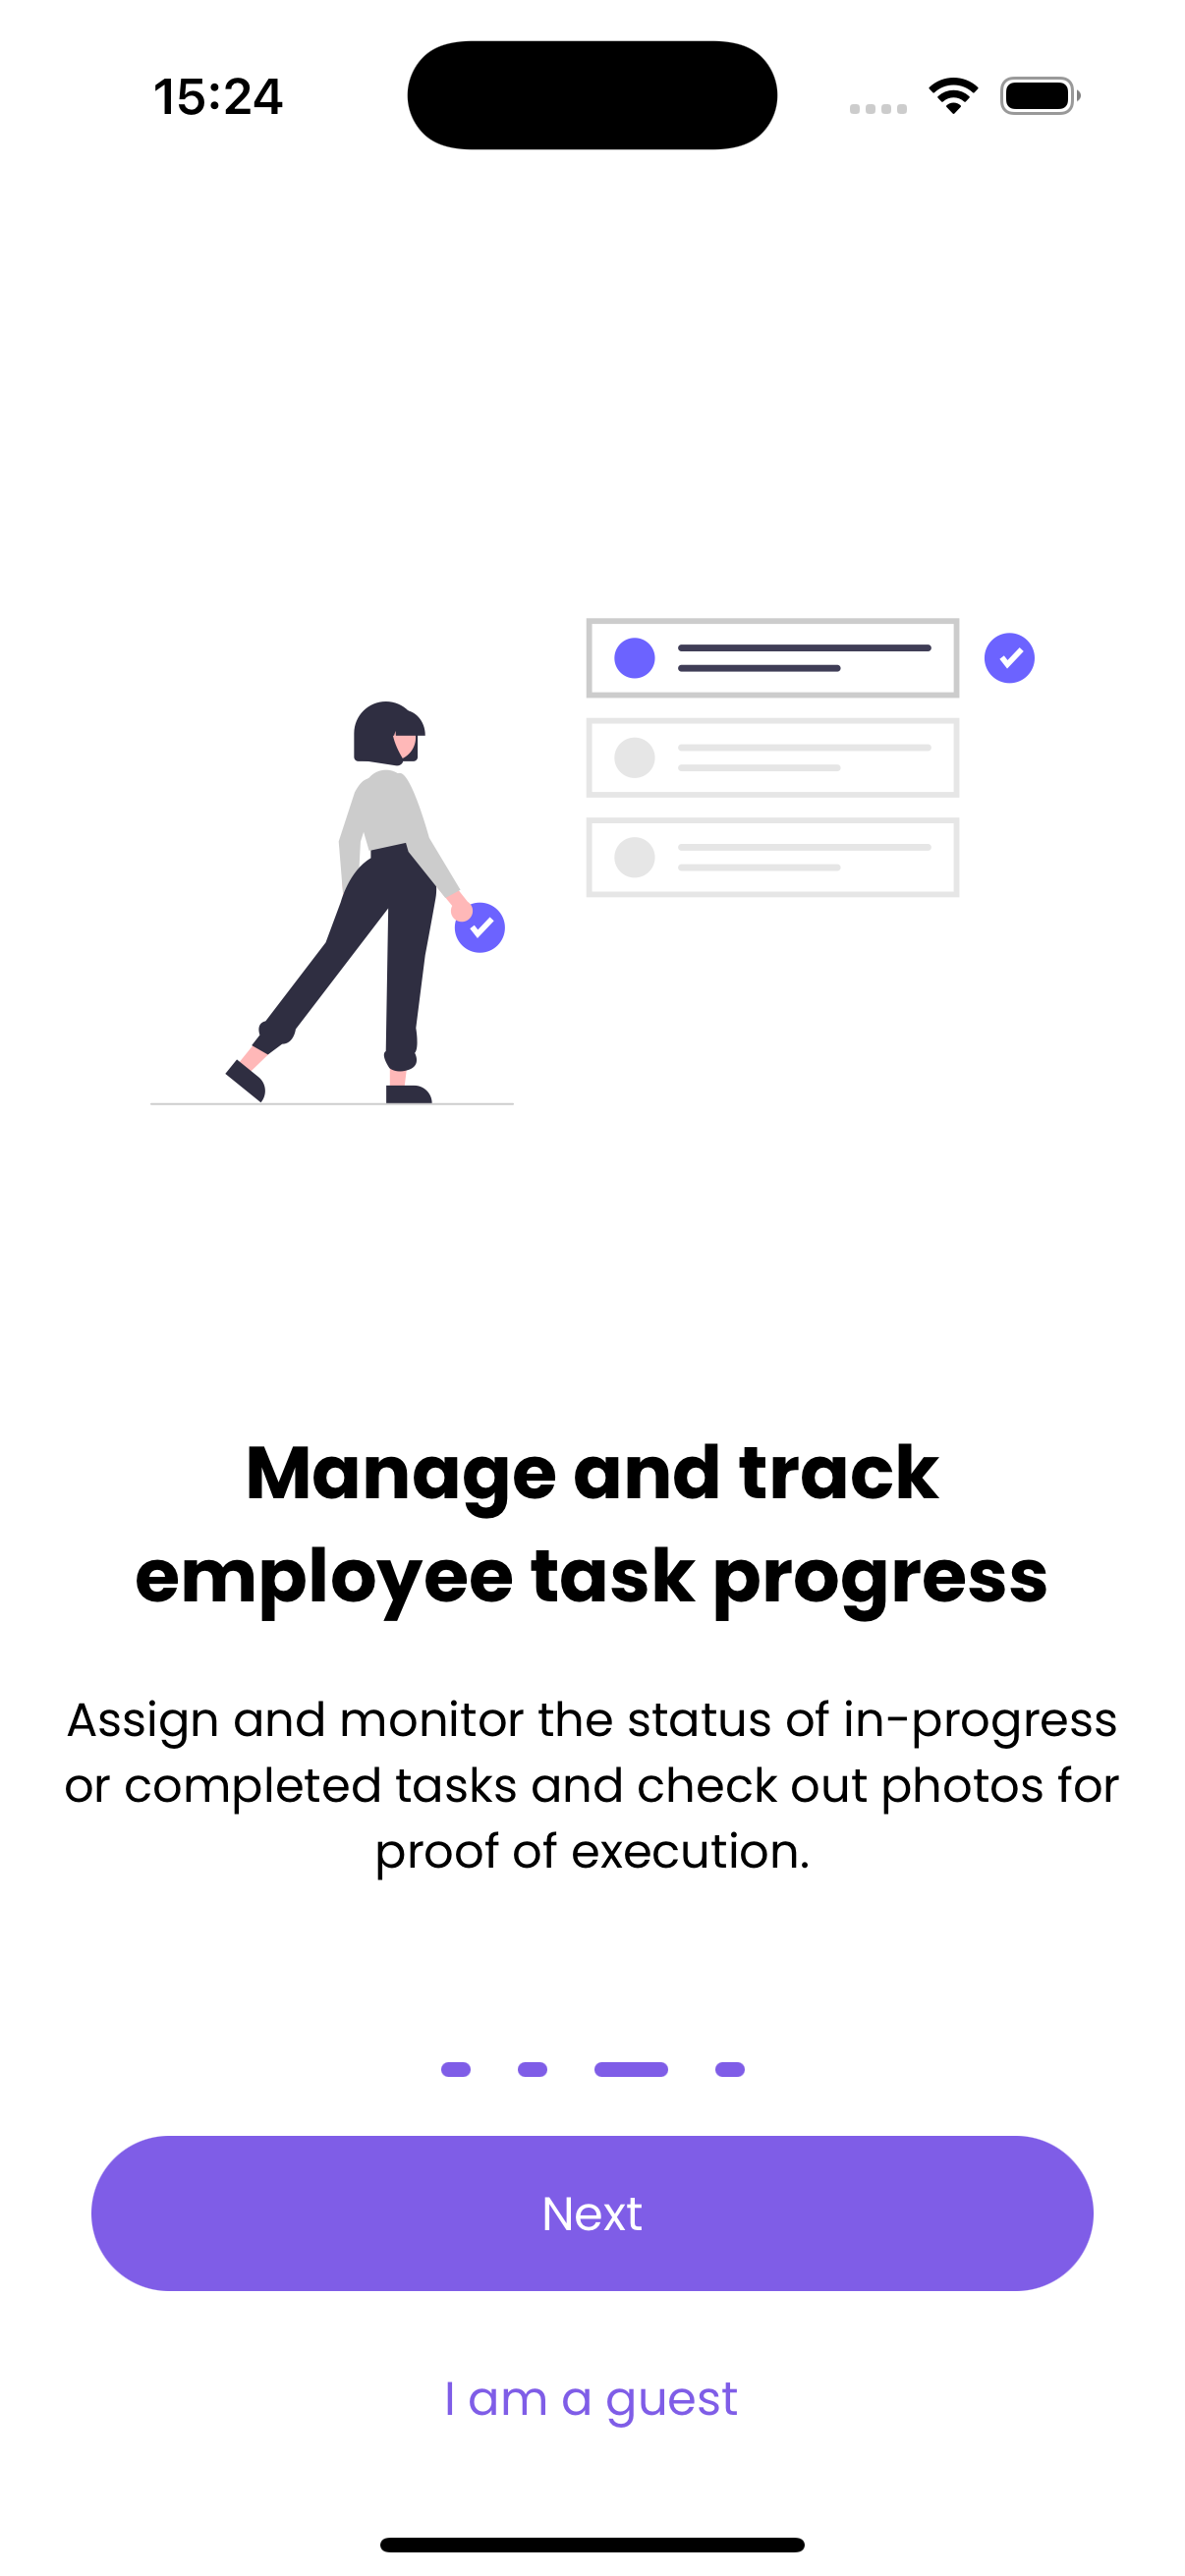 15:24
Manage and track
employee task progress
Assign and monitor the status of in-progress
or completed tasks and check out photos for
proof of execution.
Next
I am a guest